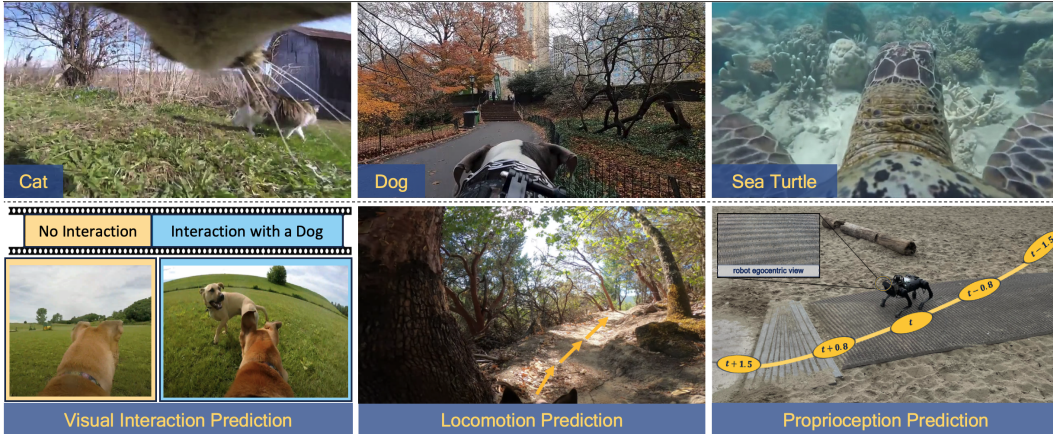 Cat
Dog
Sea Turtle
No Interaction
Interaction with a Dog
robot egocentric view
t − 1.5
t − 0.8
t
t + 0.8
t + 1.5
Visual Interaction Prediction
Locomotion Prediction
Proprioception Prediction